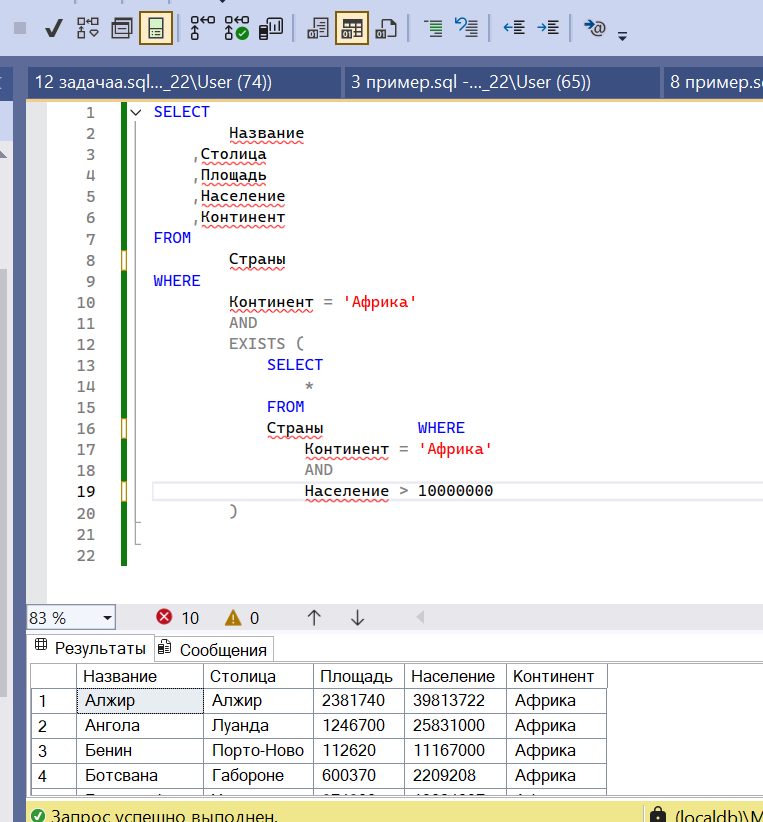 12 задачаа.sql..._22\User (74))
3 пример.sql -..._22\User (65))
8 пример.s
1 SELECT
2 Название
3 ,Столица
4 ,Площадь
5 ,Население
6 ,Континент
7 FROM
8 Страны
9 WHERE
10 Континент = 'Африка'
11 AND
12 EXISTS (
13 SELECT
14 *
15 FROM
16 Страны WHERE
17 Континент = 'Африка'
18 AND
19 Население > 10000000
20 )
21
22
83 % 10 0
Результаты Сообщения
Название Столица Площадь Население Континент
1 Алжир Алжир 2381740 39813722 Африка
2 Ангола Луанда 1246700 25831000 Африка
3 Бенин Порто-Ново 112620 11167000 Африка
4 Ботсвана Габороне 600370 2209208 Африка
Запрос успешно выполнен. (localdb)\M